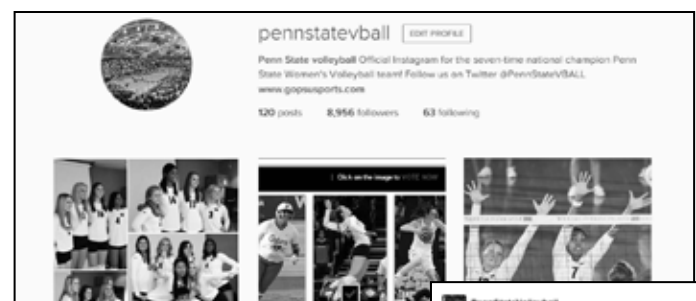 pennstatevball EDIT PROFILE
Penn State volleyball Official Instagram for the seven-time national champion Penn
State Women's Volleyball team! Follow us on Twitter @PennStateVBALL
www.gopsusports.com
120 posts 8,956 followers 63 following
Click on the image to VOTE NOW